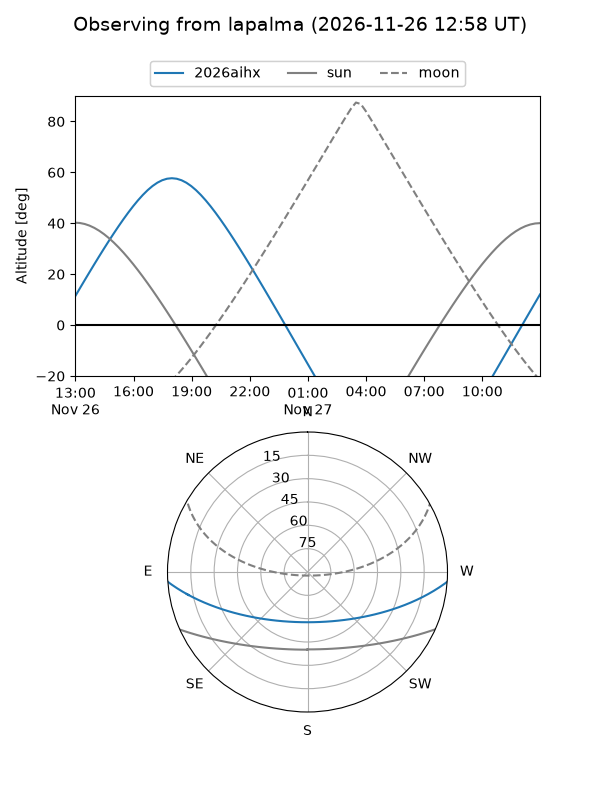 Observing from lapalma (2026-11-26 12:58 UT)
2026aihx
sun
moon
Altitude [deg]
80
60
40
20
0
−20
13:00
16:00
19:00
22:00
01:00
04:00
07:00
10:00
Nov 26
Nov 27
N
NE
NW
15
30
45
60
75
E
W
SE
SW
S